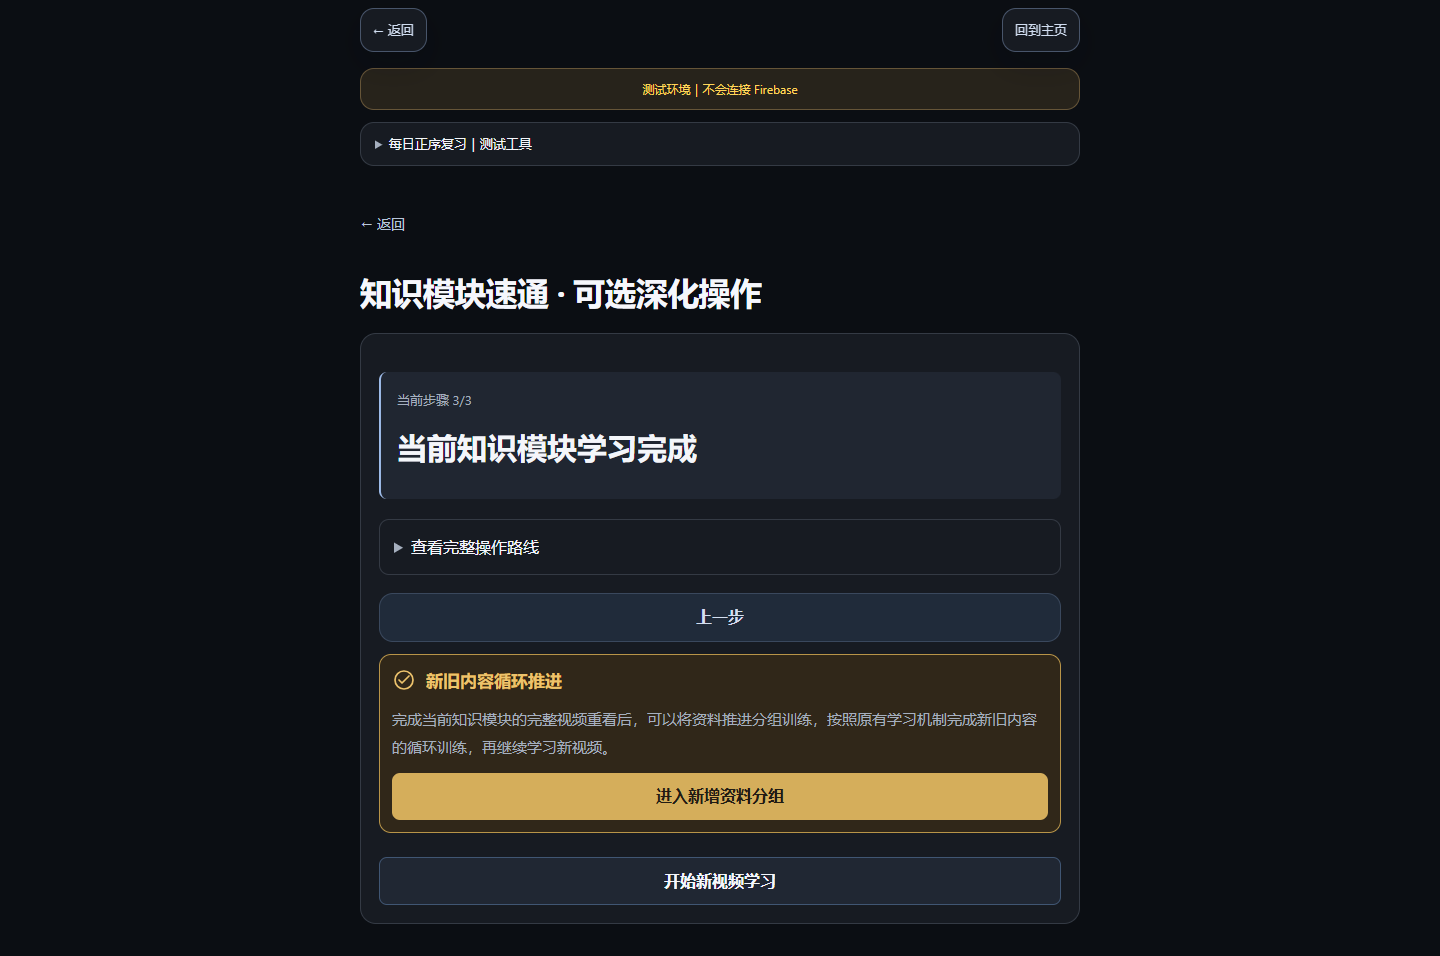 ← 返回
回到主页
测试环境 | 不会连接 Firebase
▶ 每日正序复习 | 测试工具
← 返回
知识模块速通 · 可选深化操作
当前步骤 3/3
当前知识模块学习完成
▶ 查看完整操作路线
上一步
新旧内容循环推进
完成当前知识模块的完整视频重看后，可以将资料推进分组训练，按照原有学习机制完成新旧内容
的循环训练，再继续学习新视频。
进入新增资料分组
开始新视频学习